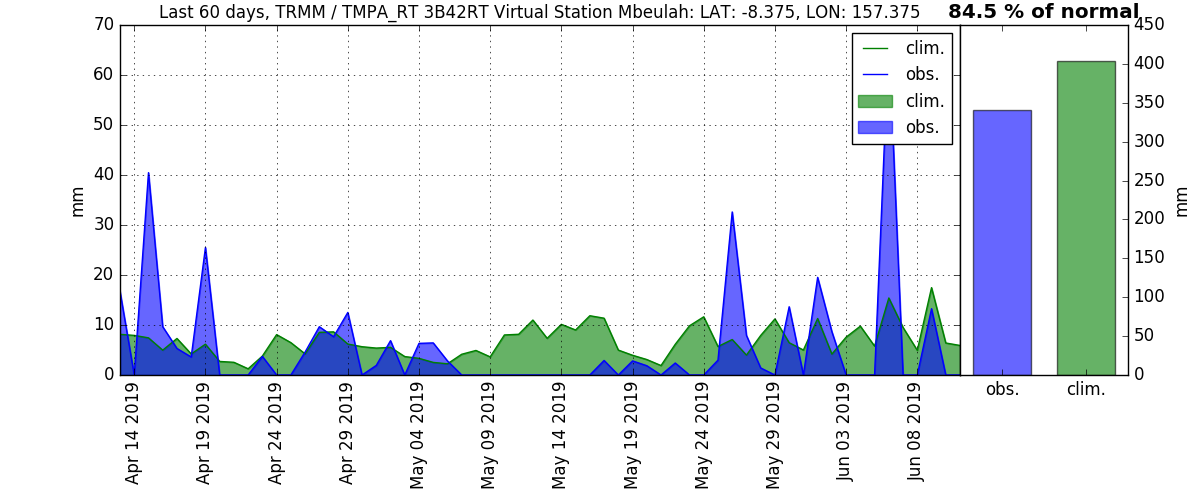 Last 60 days, TRMM / TMPA_RT 3B42RT Virtual Station Mbeulah: LAT: -8.375, LON: 157.375
84.5 % of normal
70
60
50
40
30
20
10
0
mm
clim.
obs.
clim.
obs.
450
400
350
300
250
200
150
100
50
0
mm
obs.
clim.
Apr 14 2019
Apr 19 2019
Apr 24 2019
Apr 29 2019
May 04 2019
May 09 2019
May 14 2019
May 19 2019
May 24 2019
May 29 2019
Jun 03 2019
Jun 08 2019